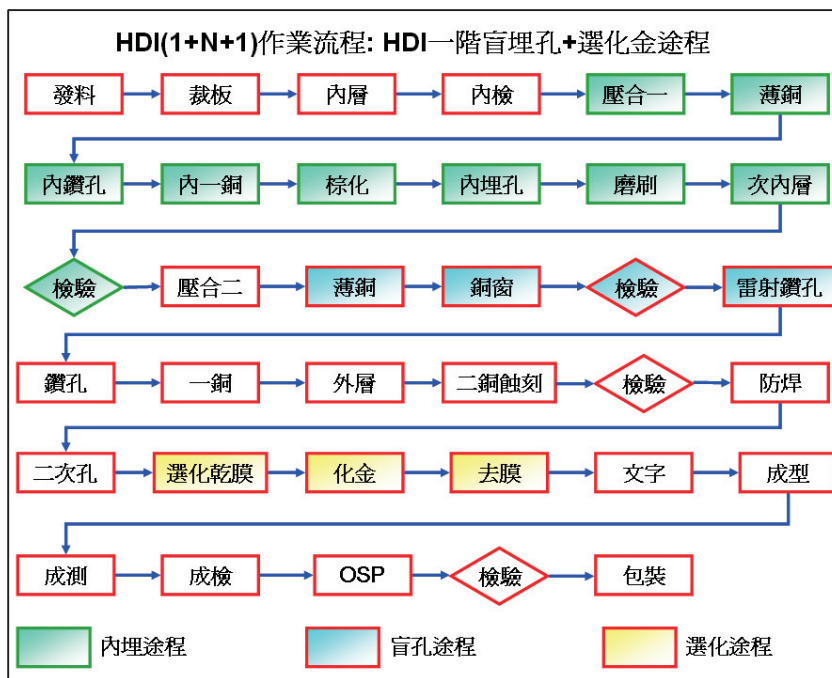 HDI(1+N+1)作業流程: HDI一階盲埋孔+選化金途程
發料 裁板 內層 內檢 壓合一 薄銅
內鑽孔 內一銅 棕化 內埋孔 磨刷 次內層
檢驗 壓合二 薄銅 銅窗 檢驗 雷射鑽孔
鑽孔 一銅 外層 二銅蝕刻 檢驗 防焊
二次孔 選化乾膜 化金 去膜 文字 成型
成測 成檢 OSP 檢驗 包裝
內埋途程 盲孔途程 選化途程